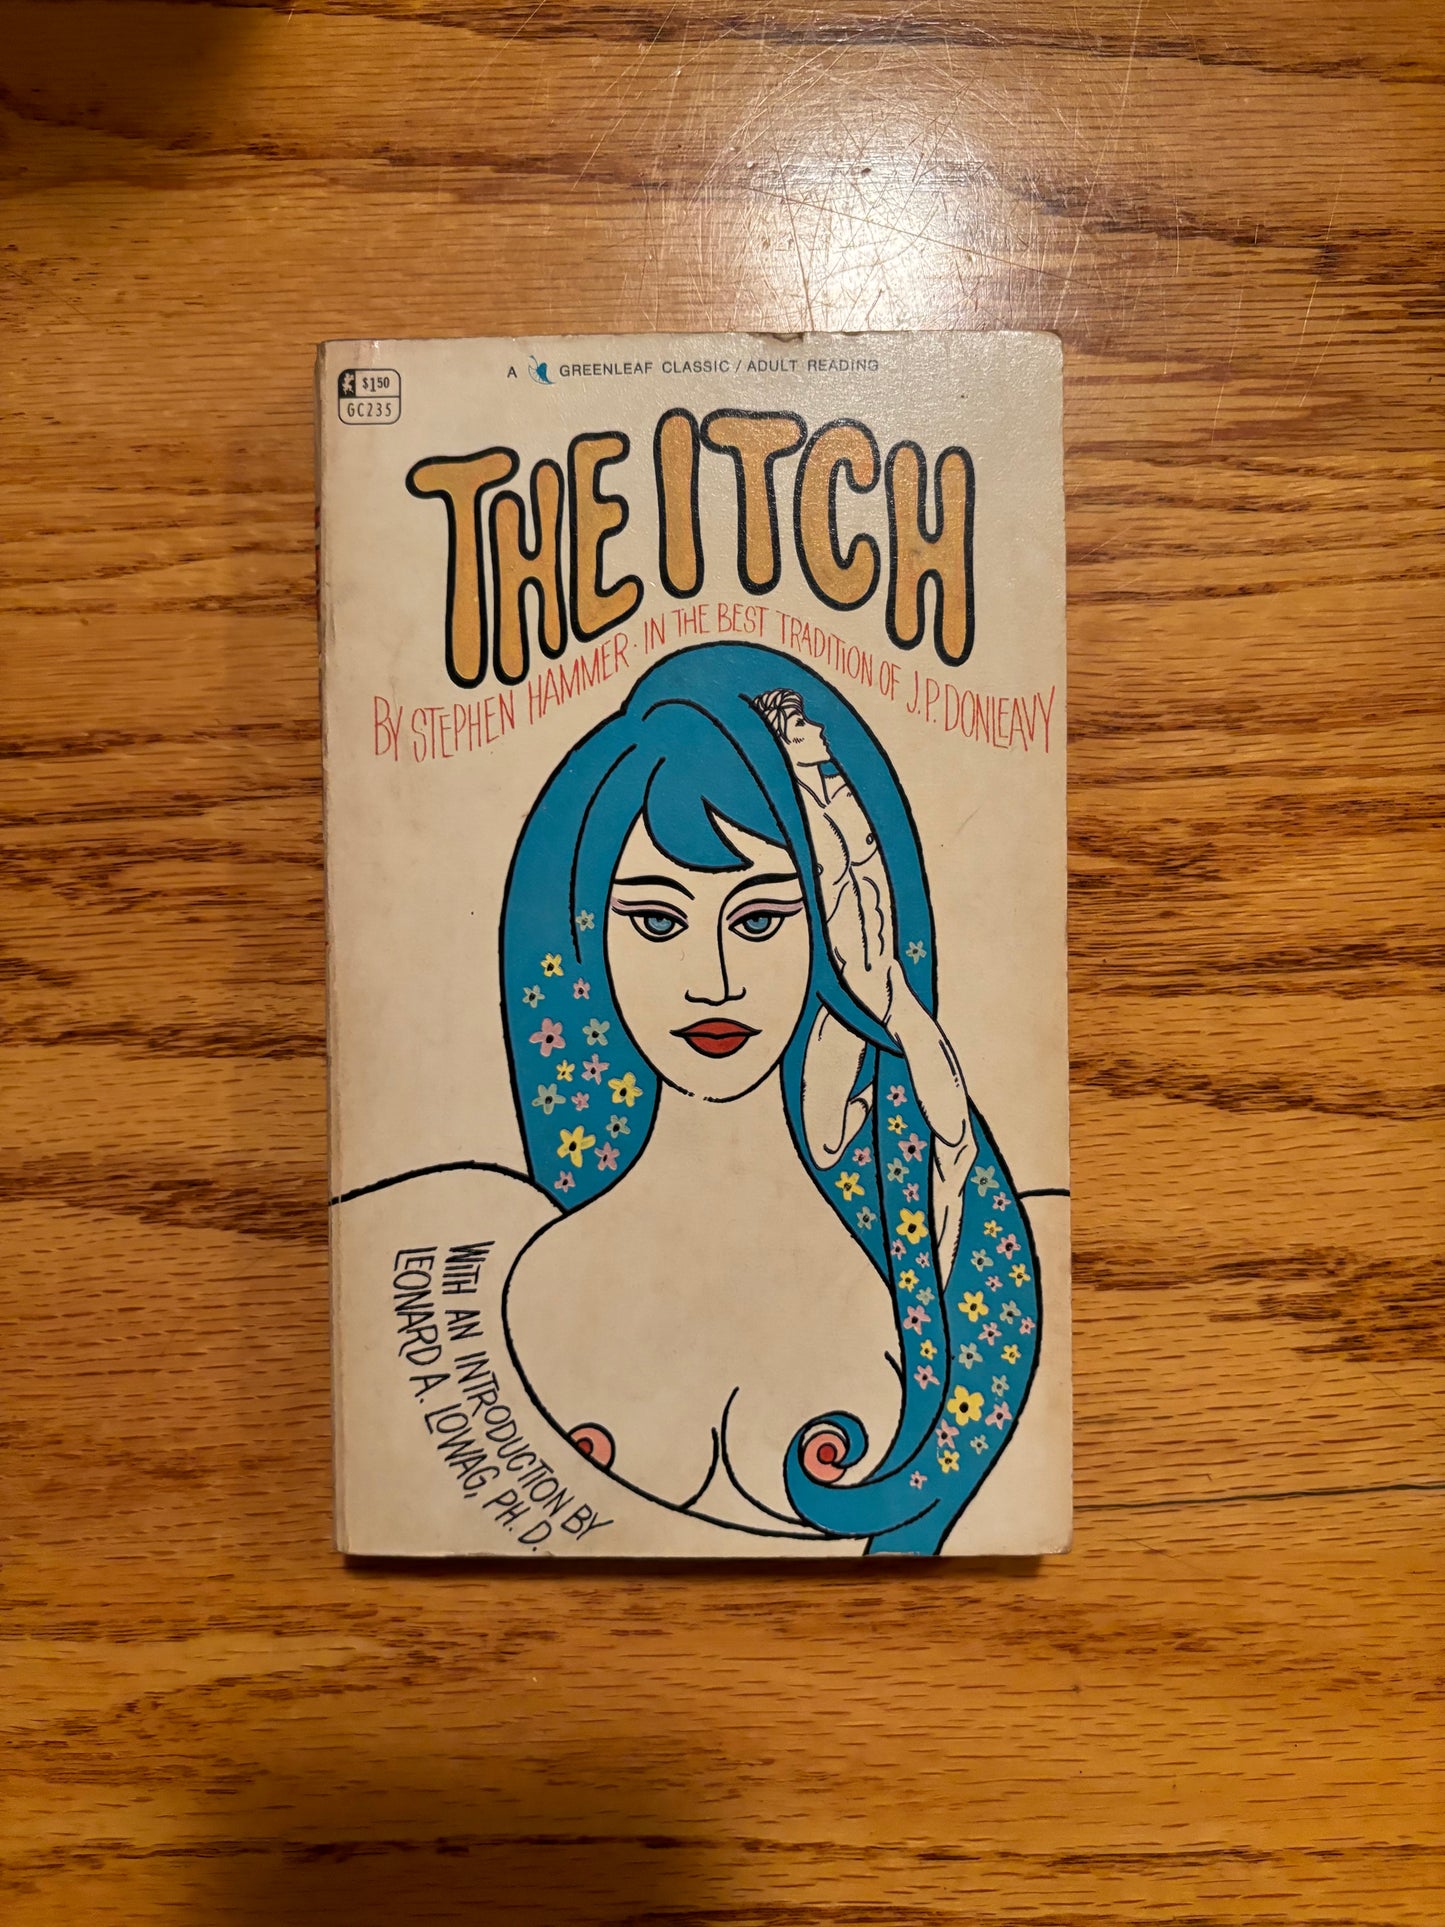 A GREENLEAF CLASSIC / ADULT READING
$1.50
GC235
THE ITCH
BY STEPHEN HAMMER · IN THE BEST TRADITION OF J.P. DONLEAVY
WITH AN INTRODUCTION BY
LEONARD A. LOWAG, PH. D.